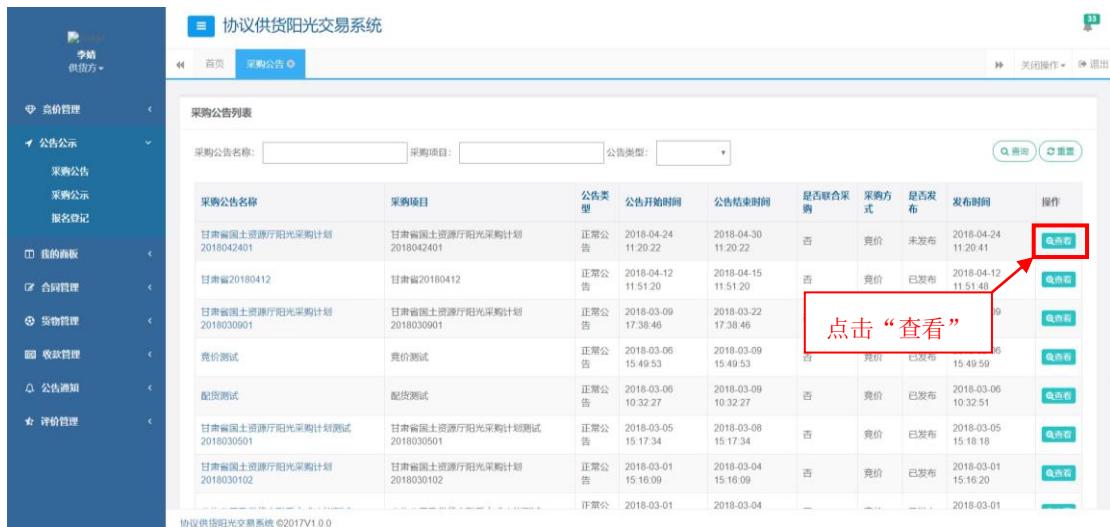 协议供货阳光交易系统
33
李婧
供货方
首页 采购公告
关闭操作 退出
竞价管理
公告公示
采购公告
采购公示
报名登记
我的面板
合同管理
货物管理
收款管理
公告通知
评价管理
采购公告列表
采购公告名称: 采购项目: 公告类型: 查询 重置
采购公告名称 采购项目 公告类型 公告开始时间 公告结束时间 是否联合采购 采购方式 是否发布 发布时间 操作
甘肃省国土资源厅阳光采购计划2018042401 甘肃省国土资源厅阳光采购计划2018042401 正常公告 2018-04-24 11:20:22 2018-04-30 11:20:22 否 竞价 未发布 2018-04-24 11:20:41 查看
甘肃省20180412 甘肃省20180412 正常公告 2018-04-12 11:51:20 2018-04-15 11:51:20 否 竞价 已发布 2018-04-12 11:51:48 查看
甘肃省国土资源厅阳光采购计划2018030901 甘肃省国土资源厅阳光采购计划2018030901 正常公告 2018-03-09 17:38:46 2018-03-22 17:38:46 查看
点击“查看”
竞价测试 竞价测试 正常公告 2018-03-06 15:49:53 2018-03-09 15:49:53 否 竞价 已发布 15:49:59 查看
配货测试 配货测试 正常公告 2018-03-06 10:32:27 2018-03-09 10:32:27 否 竞价 已发布 2018-03-06 10:32:51 查看
甘肃省国土资源厅阳光采购计划测试2018030501 甘肃省国土资源厅阳光采购计划测试2018030501 正常公告 2018-03-05 15:17:34 2018-03-08 15:17:34 否 竞价 已发布 2018-03-05 15:18:18 查看
甘肃省国土资源厅阳光采购计划2018030102 甘肃省国土资源厅阳光采购计划2018030102 正常公告 2018-03-01 15:16:09 2018-03-04 15:16:09 否 竞价 已发布 2018-03-01 15:16:20 查看
正常公 2018-03-01 2018-03-04 2018-03-01
协议供货阳光交易系统 ©2017V1.0.0